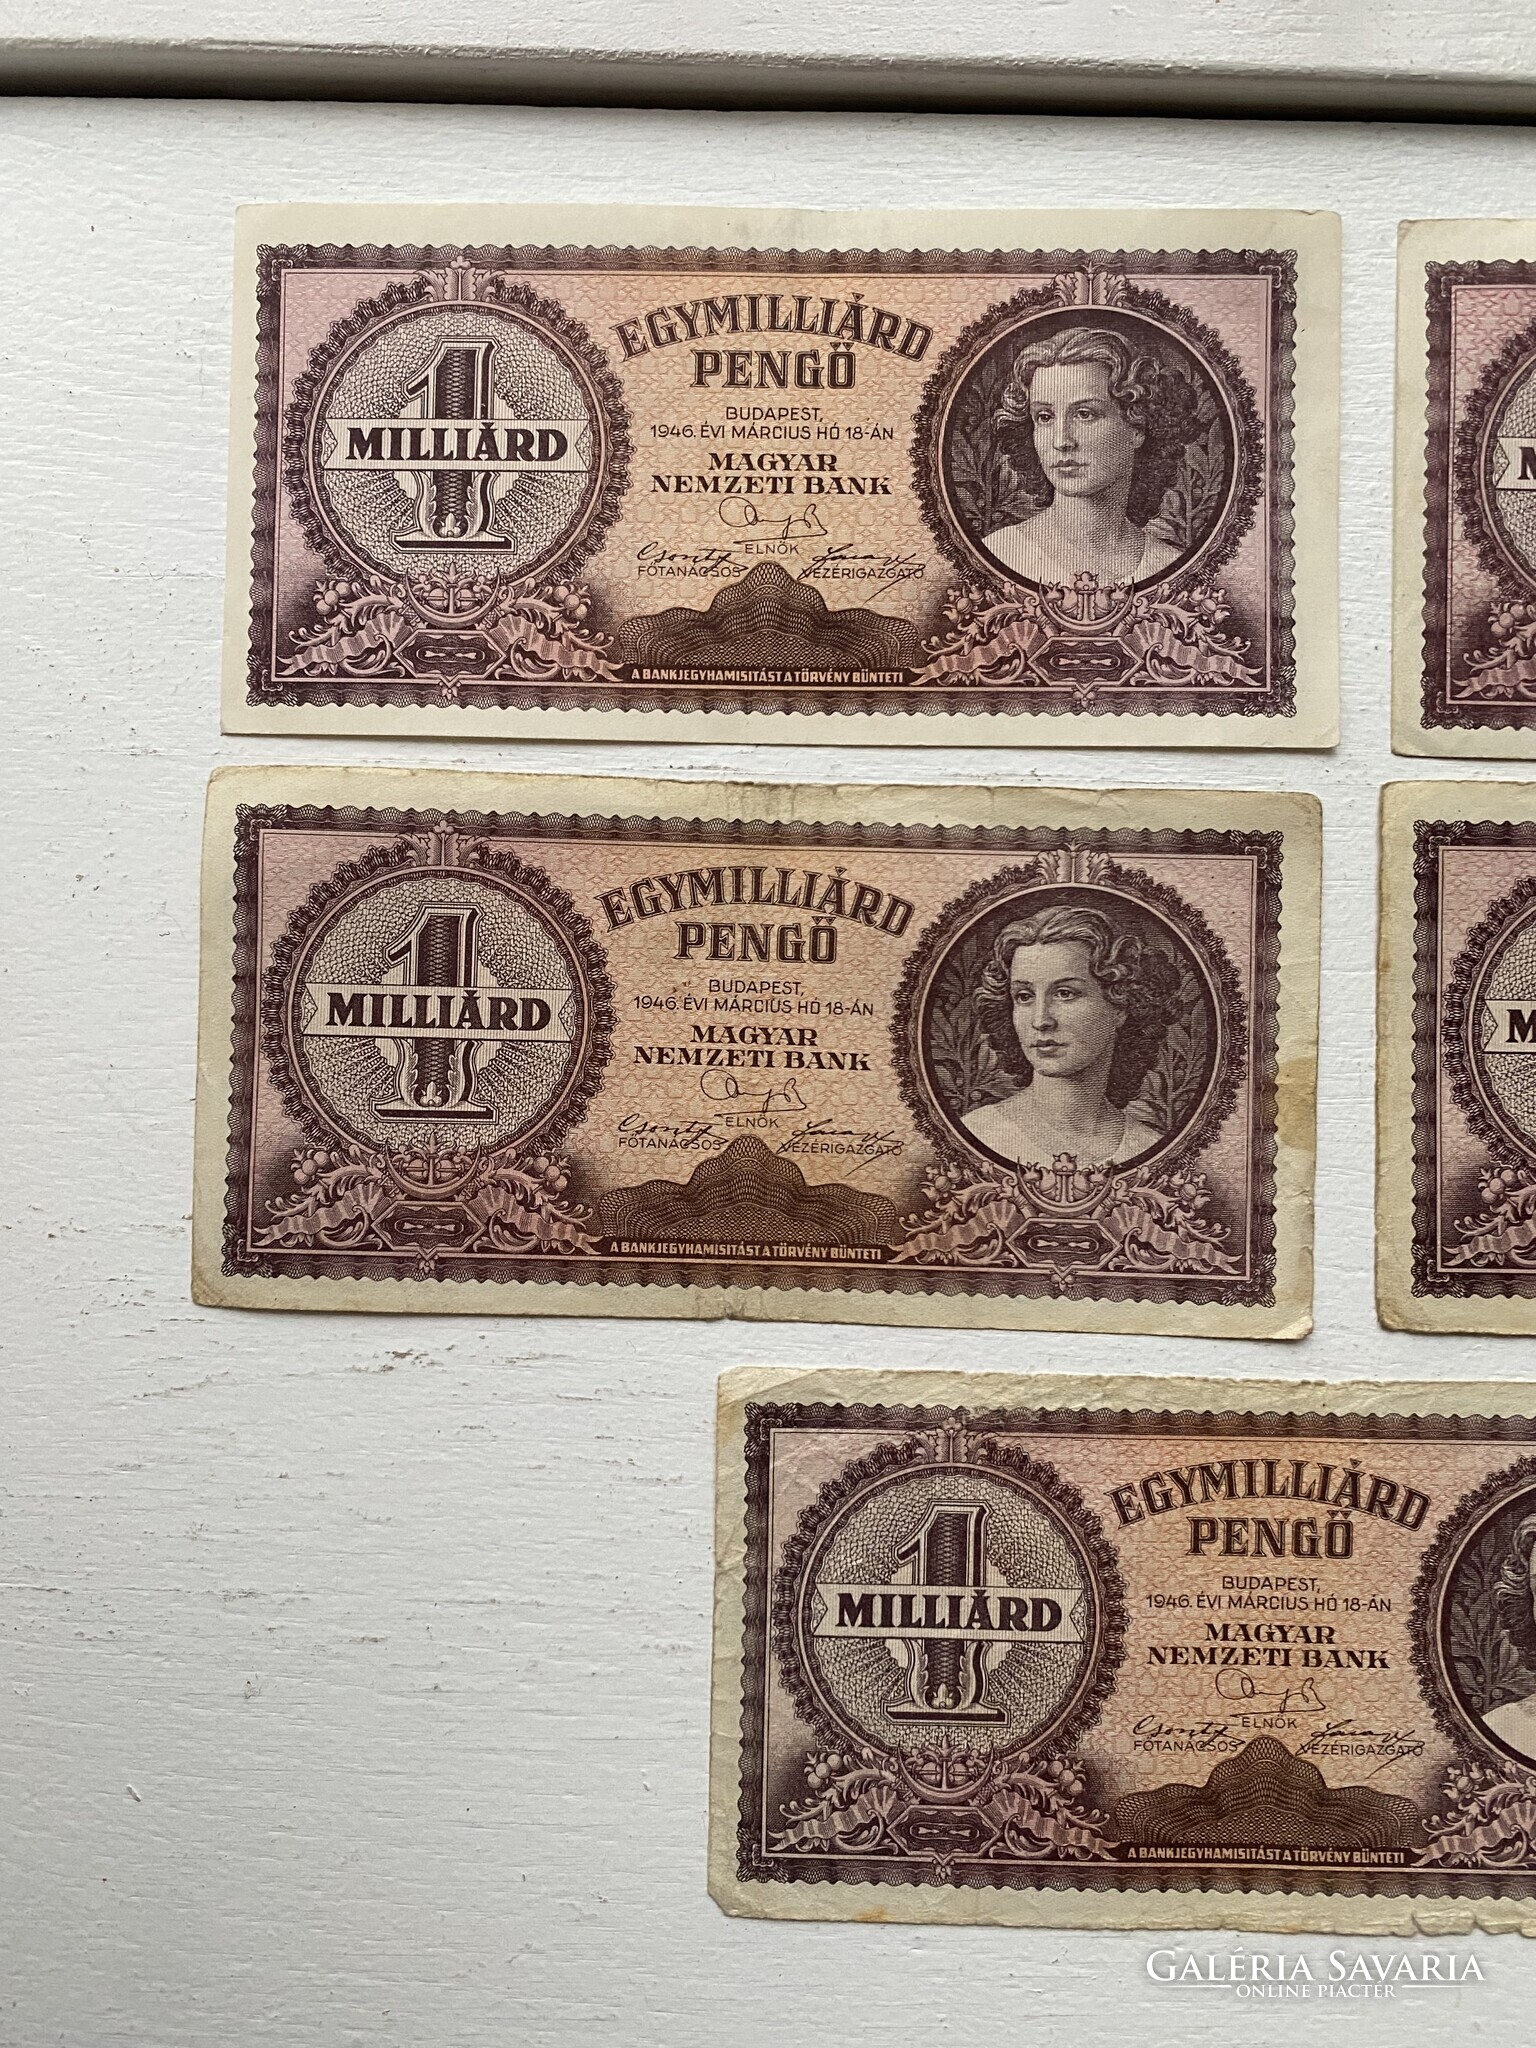 EGYMILLIÁRD
PENGŐ
1
MILLIÁRD
BUDAPEST,
1946. ÉVI MÁRCIUS HÓ 18-ÁN
MAGYAR
NEMZETI BANK
ELNÖK
FŐTANÁCSOS VEZÉRIGAZGATÓ
A BANKJEGYHAMISITÁST A TÖRVÉNY BÜNTETI
M
EGYMILLIÁRD
PENGŐ
1
MILLIÁRD
BUDAPEST,
1946. ÉVI MÁRCIUS HÓ 18-ÁN
MAGYAR
NEMZETI BANK
ELNÖK
FŐTANÁCSOS VEZÉRIGAZGATÓ
A BANKJEGYHAMISITÁST A TÖRVÉNY BÜNTETI
M
EGYMILLIÁRD
PENGŐ
1
MILLIÁRD
BUDAPEST,
1946. ÉVI MÁRCIUS HÓ 18-ÁN
MAGYAR
NEMZETI BANK
ELNÖK
FŐTANÁCSOS VEZÉRIGAZGATÓ
A BANKJEGYHAMISITÁST A TÖRVÉNY BÜNTETI
GALÉRIA SAVARIA
ONLINE PIACTÉR